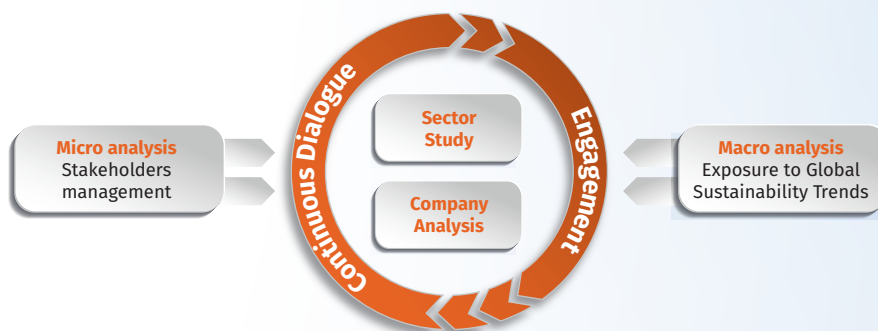 Continuous Dialogue
Engagement
Sector
Study
Company
Analysis
Micro analysis
Stakeholders
management
Macro analysis
Exposure to Global
Sustainability Trends